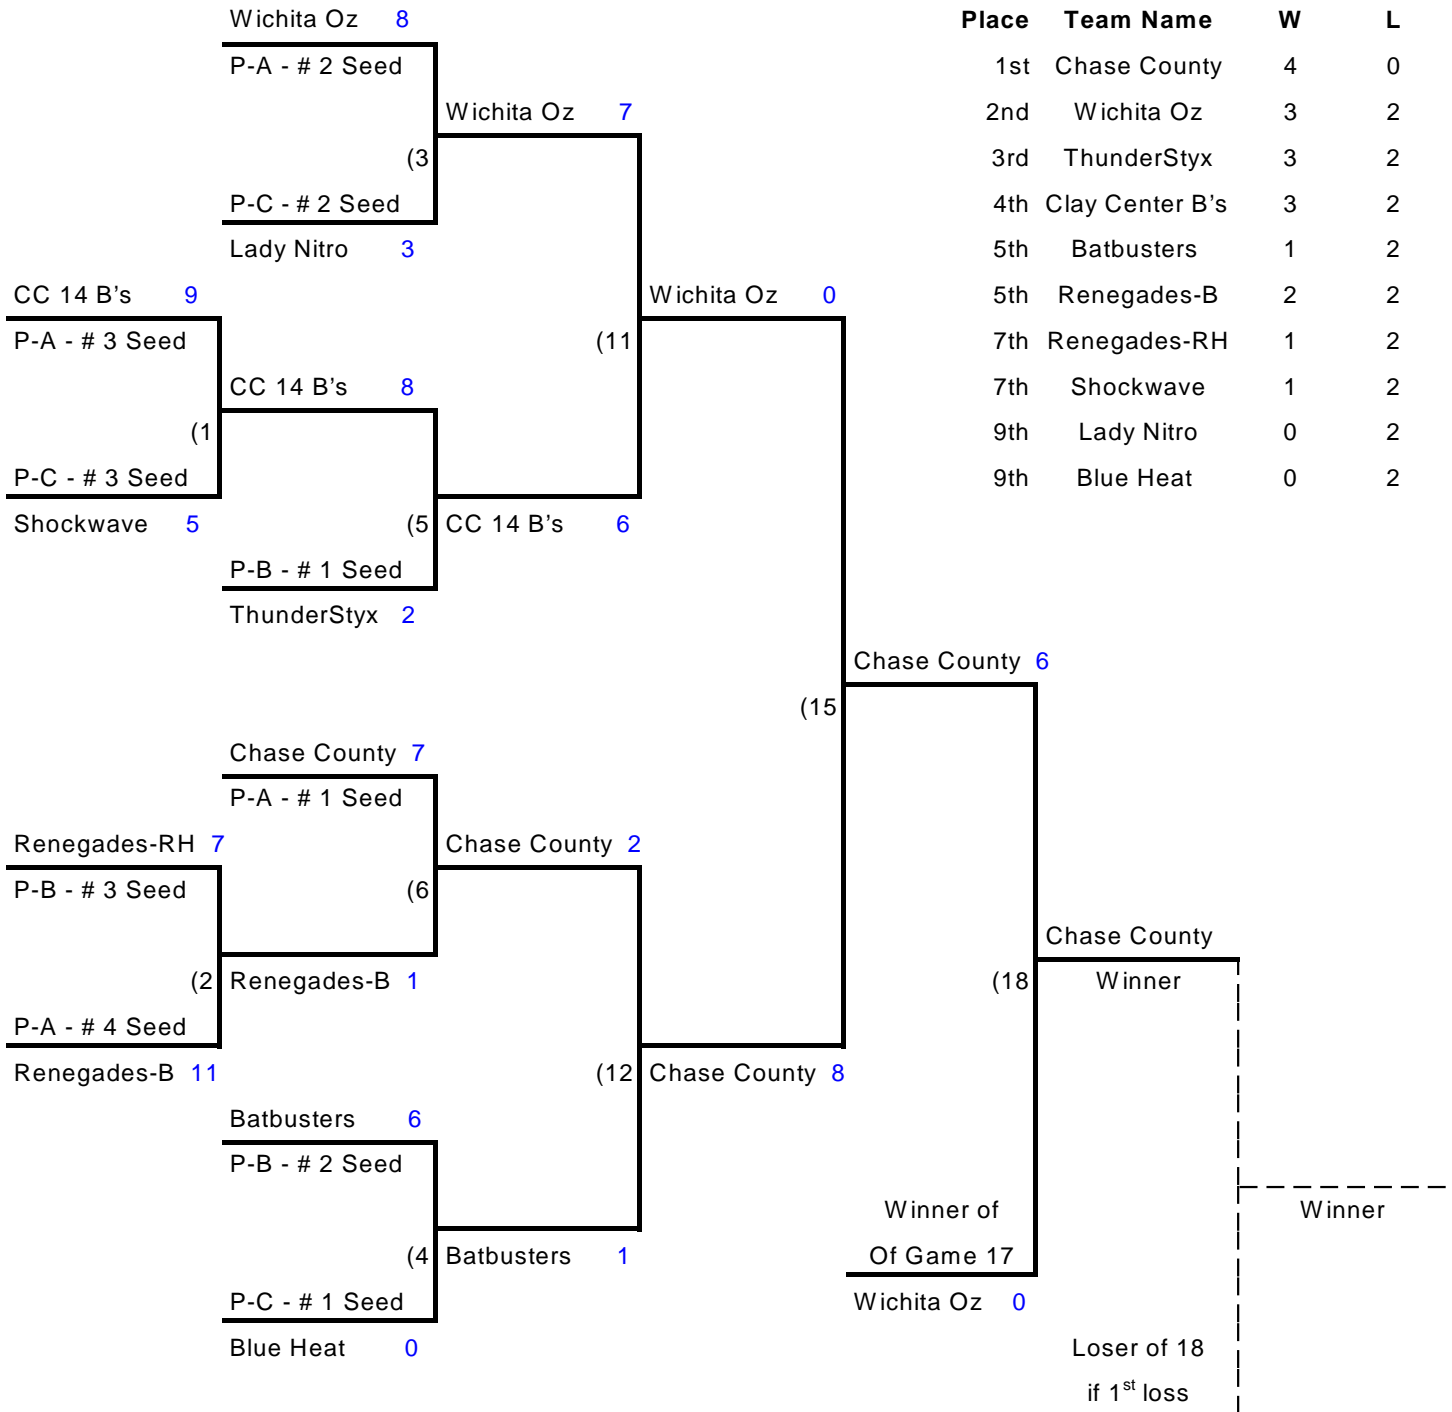 Wichita Oz 8
Place Team Name W L
P-A - # 2 Seed
1st Chase County 4 0
Wichita Oz 7
2nd Wichita Oz 3 2
(3
3rd ThunderStyx 3 2
P-C - # 2 Seed
4th Clay Center B's 3 2
Lady Nitro 3
5th Batbusters 1 2
CC 14 B's 9
Wichita Oz 0
5th Renegades-B 2 2
P-A - # 3 Seed
(11
7th Renegades-RH 1 2
CC 14 B's 8
7th Shockwave 1 2
(1
9th Lady Nitro 0 2
P-C - # 3 Seed
9th Blue Heat 0 2
Shockwave 5
(5 CC 14 B's 6
P-B - # 1 Seed
ThunderStyx 2
Chase County 6
(15
Chase County 7
P-A - # 1 Seed
Renegades-RH 7
Chase County 2
P-B - # 3 Seed
(6
Chase County
(2 Renegades-B 1
(18 Winner
P-A - # 4 Seed
Renegades-B 11
(12 Chase County 8
Batbusters 6
P-B - # 2 Seed
Winner of
Winner
(4 Batbusters 1
Of Game 17
P-C - # 1 Seed
Wichita Oz 0
Blue Heat 0
Loser of 18
if 1st loss